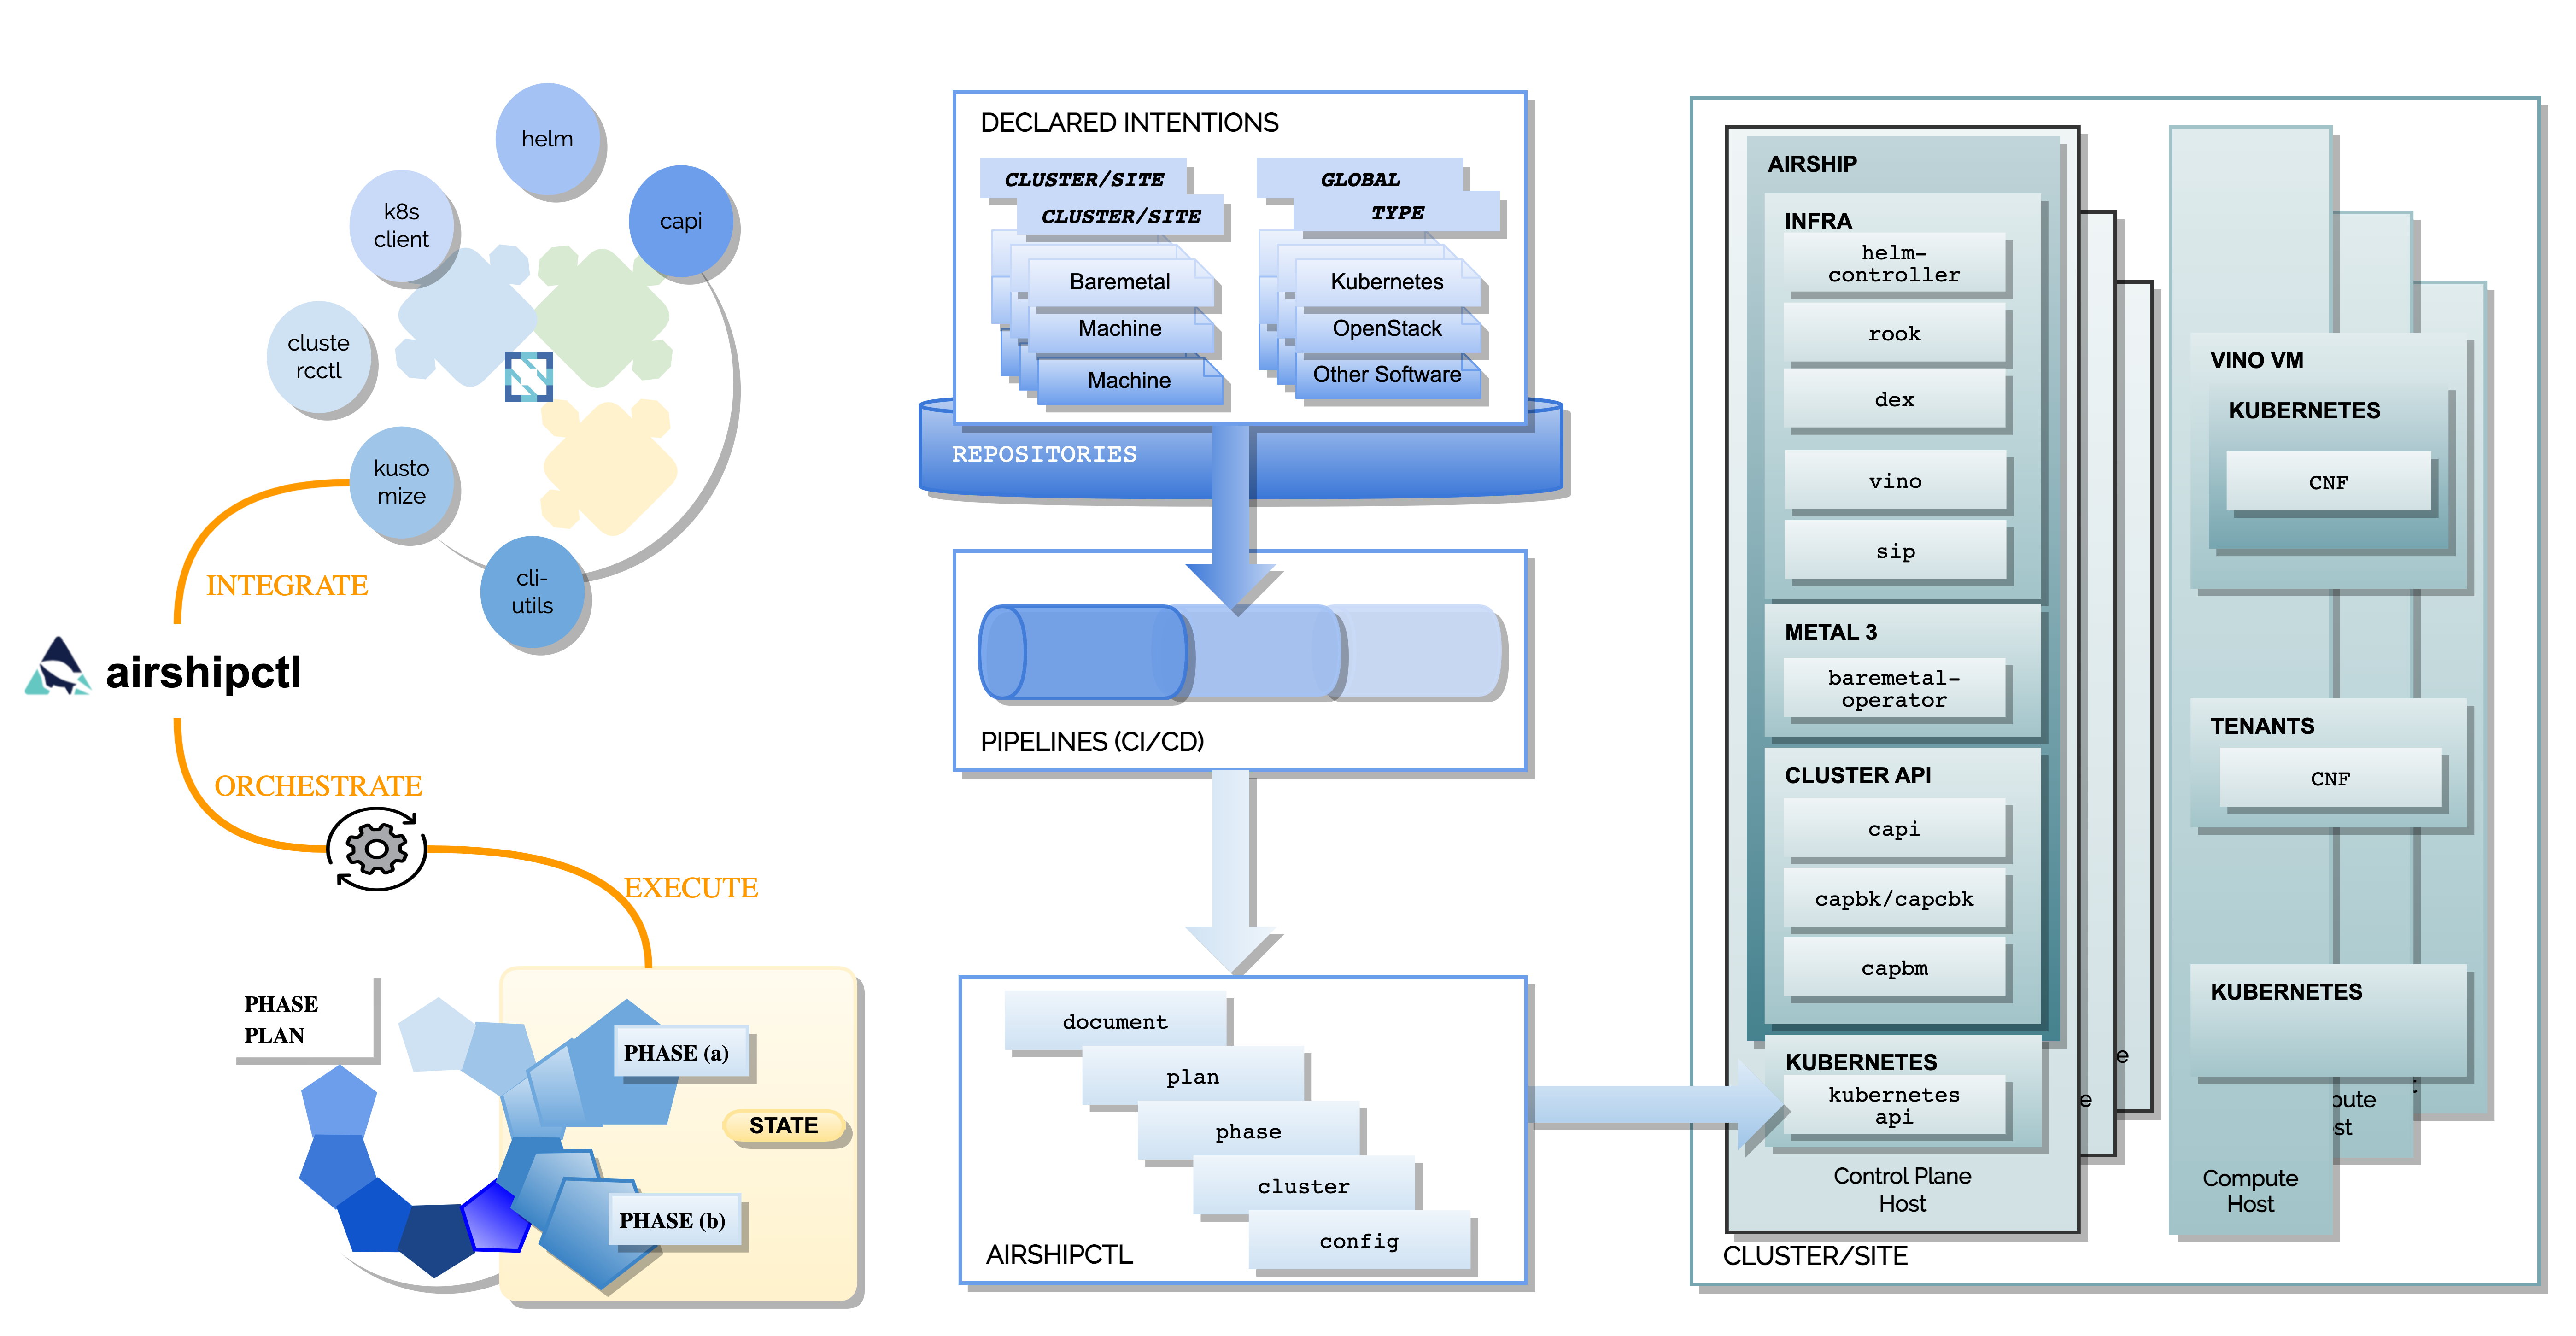 helm
capi
k8s
client
cluste
rcctl
kusto
mize
cli-
utils
INTEGRATE
airshipctl
ORCHESTRATE
EXECUTE
PHASE
PLAN
PHASE (a)
STATE
PHASE (b)
DECLARED INTENTIONS
CLUSTER/SITE
CLUSTER/SITE
Baremetal
Machine
Machine
GLOBAL
TYPE
Kubernetes
OpenStack
Other Software
REPOSITORIES
PIPELINES (CI/CD)
document
plan
phase
cluster
config
AIRSHIPCTL
AIRSHIP
INFRA
helm-
controller
rook
dex
vino
sip
METAL 3
baremetal-
operator
CLUSTER API
capi
capbk/capcbk
capbm
KUBERNETES
kubernetes
api
Control Plane
Host
e
e
CLUSTER/SITE
VINO VM
KUBERNETES
CNF
TENANTS
CNF
KUBERNETES
Compute
Host